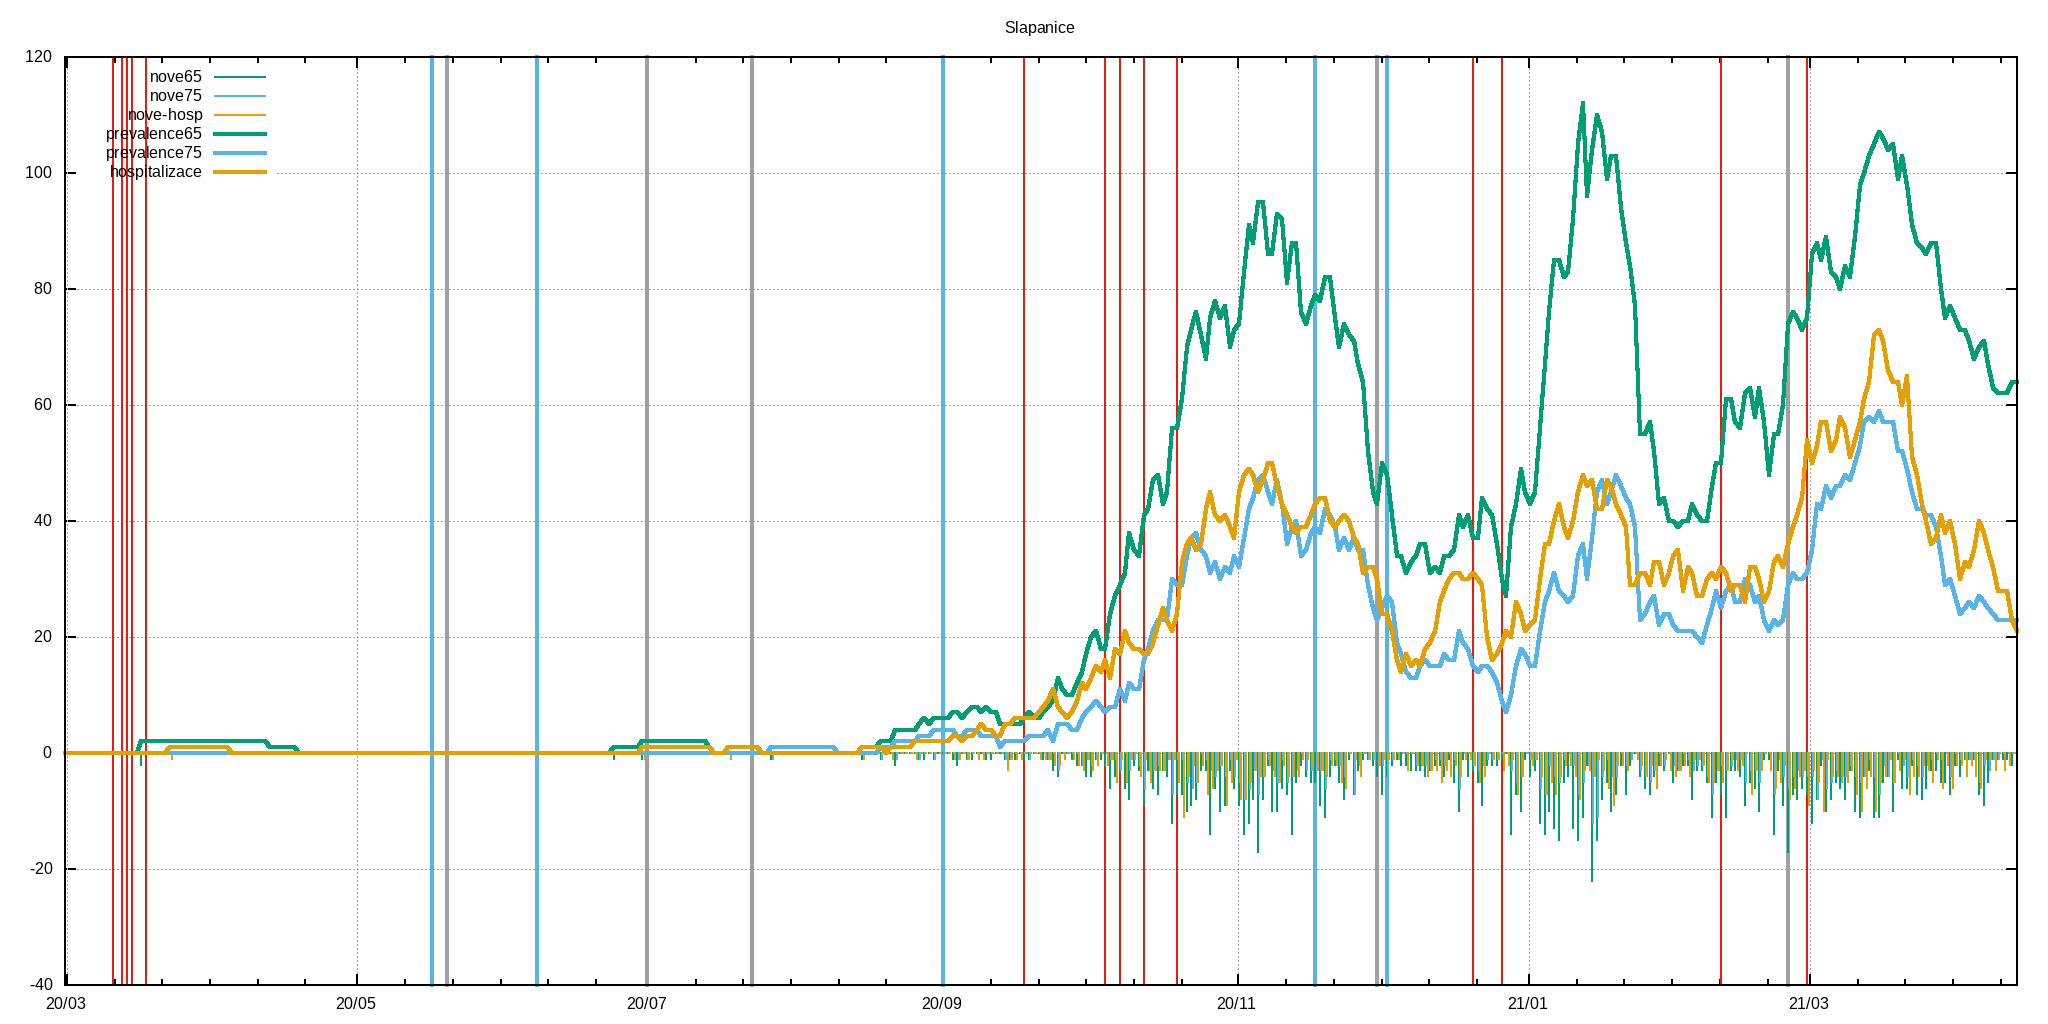 Slapanice
120
100
80
60
40
20
0
-20
-40
nove65
nove75
nove-hosp
prevalence65
prevalence75
hospitalizace
20/03 20/05 20/07 20/09 20/11 21/01 21/03